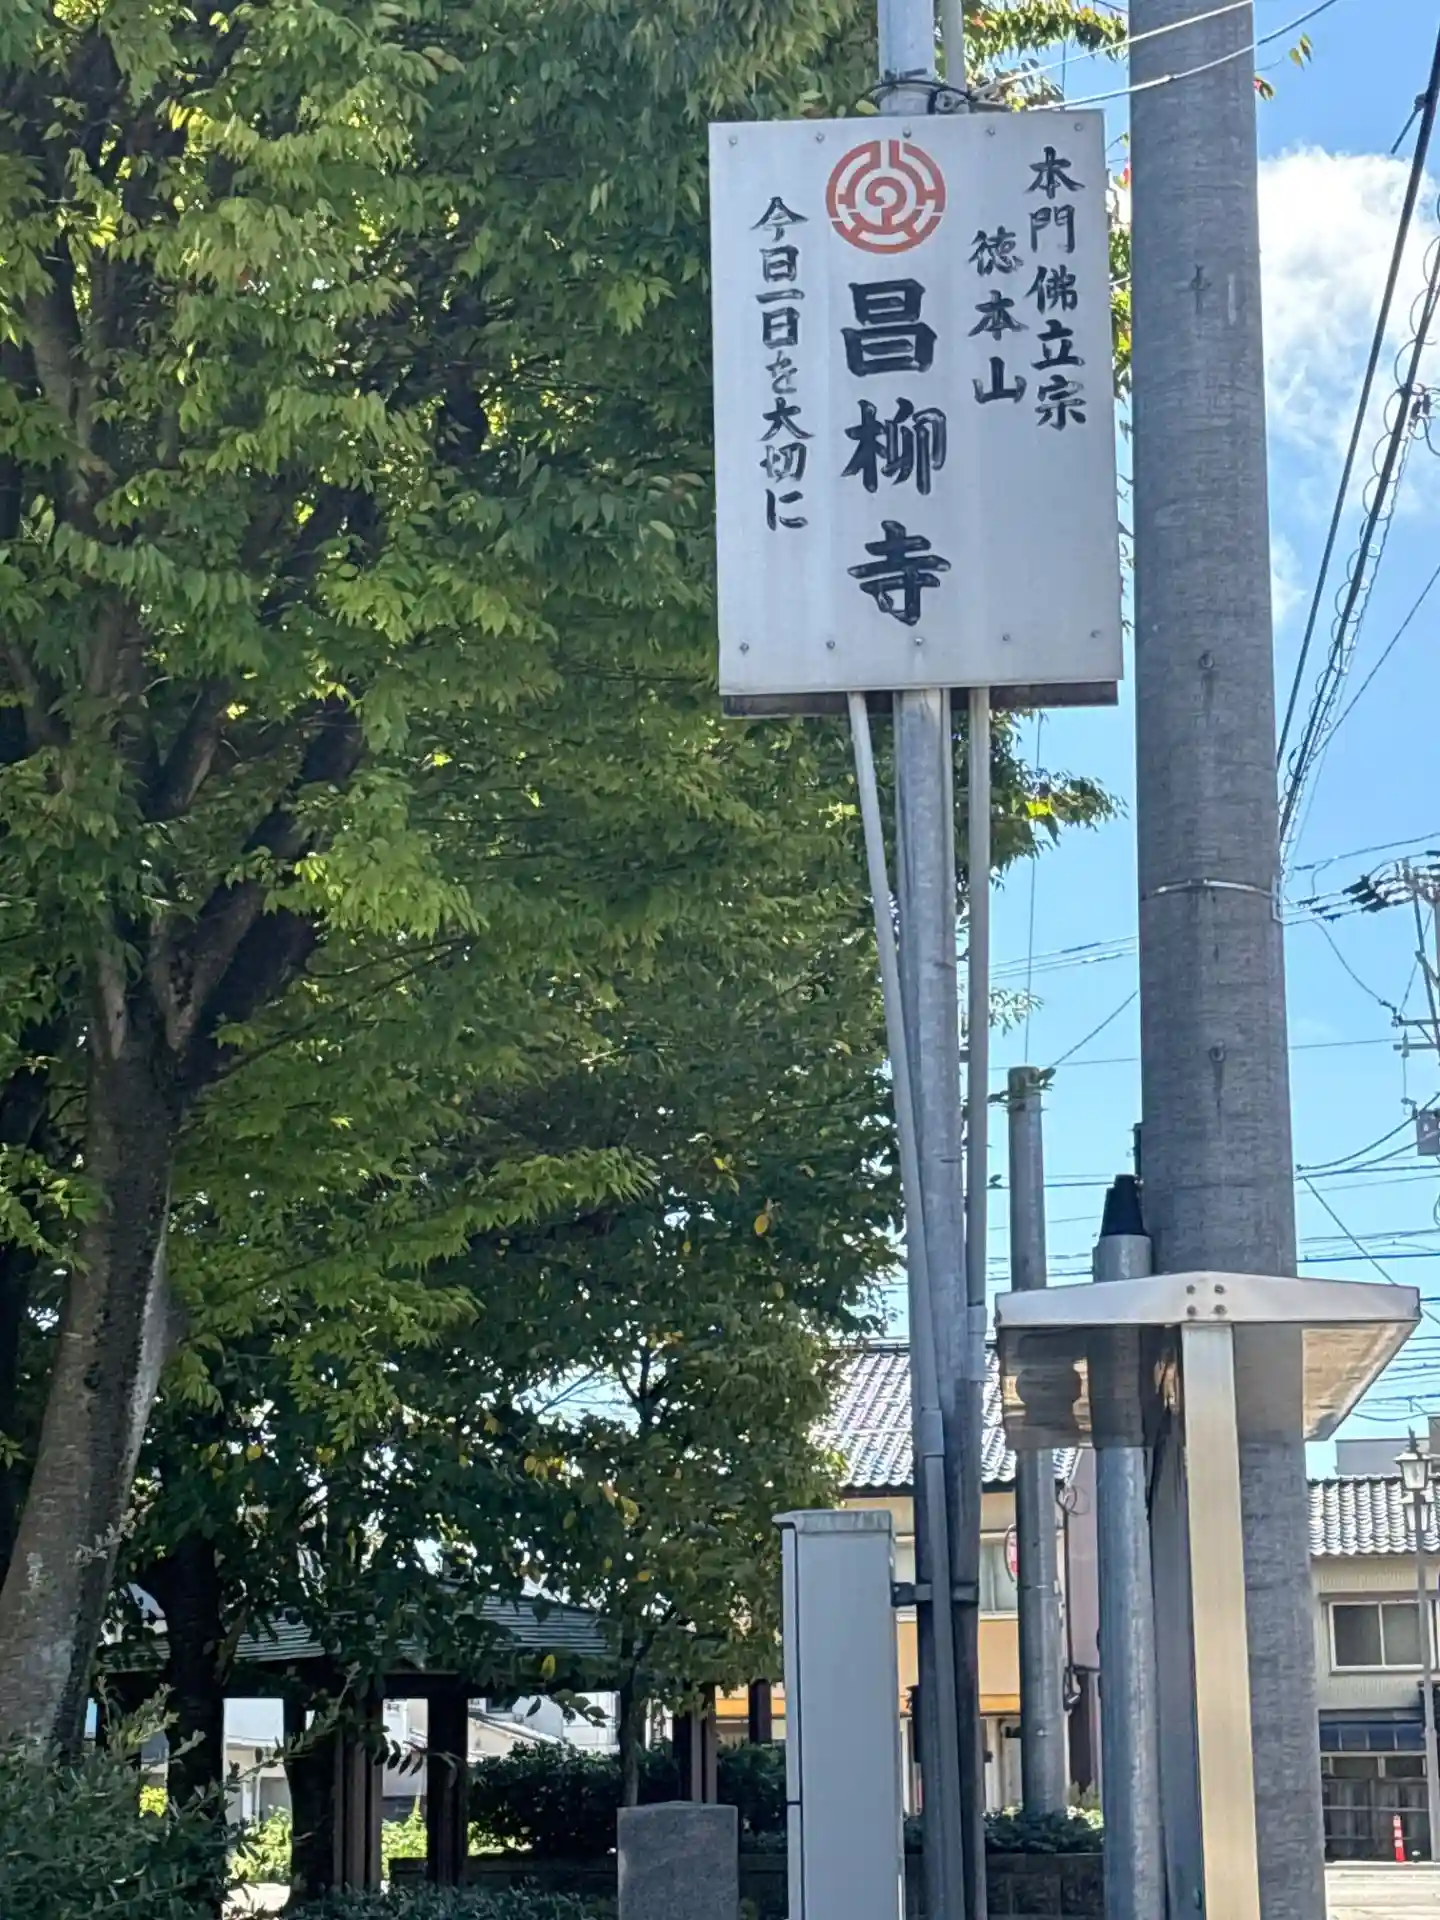 本門佛立宗
徳本山
昌柳寺
今日一日を大切に